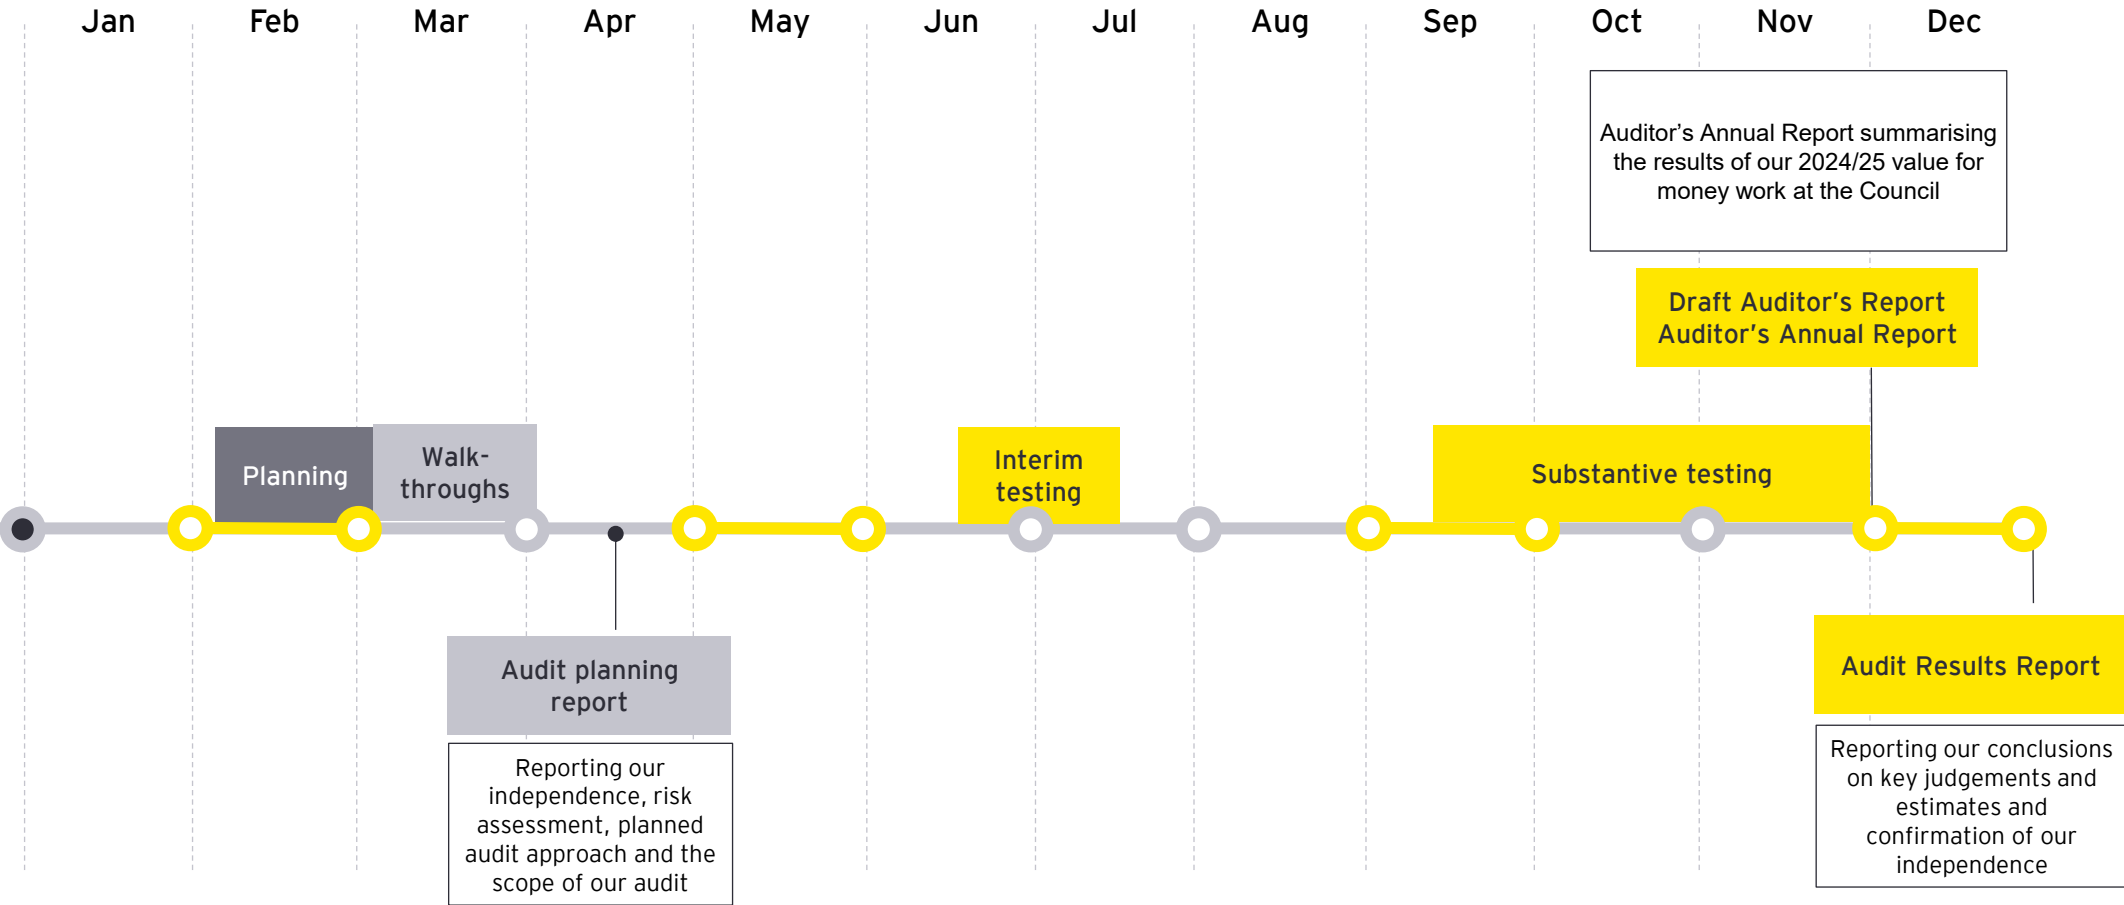 Jan Feb Mar Apr May Jun Jul Aug Sep Oct Nov Dec
Auditor's Annual Report summarising
the results of our 2024/25 value for
money work at the Council
Draft Auditor's Report
Auditor's Annual Report
Planning
Walk-
throughs
Interim
testing
Substantive testing
Audit planning
report
Reporting our
independence, risk
assessment, planned
audit approach and the
scope of our audit
Audit Results Report
Reporting our conclusions
on key judgements and
estimates and
confirmation of our
independence